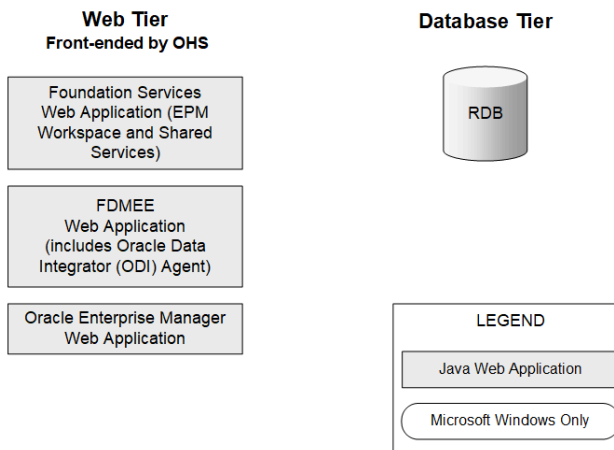 Web Tier
Front-ended by OHS
Foundation Services
Web Application (EPM
Workspace and Shared
Services)
FDMEE
Web Application
(includes Oracle Data
Integrator (ODI) Agent)
Oracle Enterprise Manager
Web Application
Database Tier
RDB
LEGEND
Java Web Application
Microsoft Windows Only